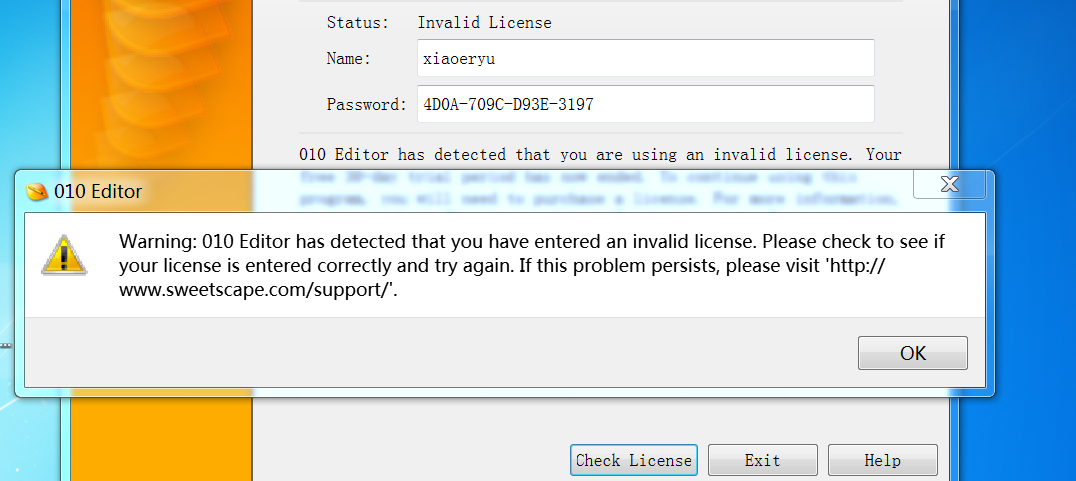 Status: Invalid License
Name: xiaoeryu
Password: 4D0A-709C-D93E-3197
010 Editor has detected that you are using an invalid license. Your
free 30-day trial period has now ended. To continue using this
program, you will need to purchase a license. For more information,
010 Editor
Warning: 010 Editor has detected that you have entered an invalid license. Please check to see if
your license is entered correctly and try again. If this problem persists, please visit 'http://
www.sweetscape.com/support/'.
OK
Check License Exit Help